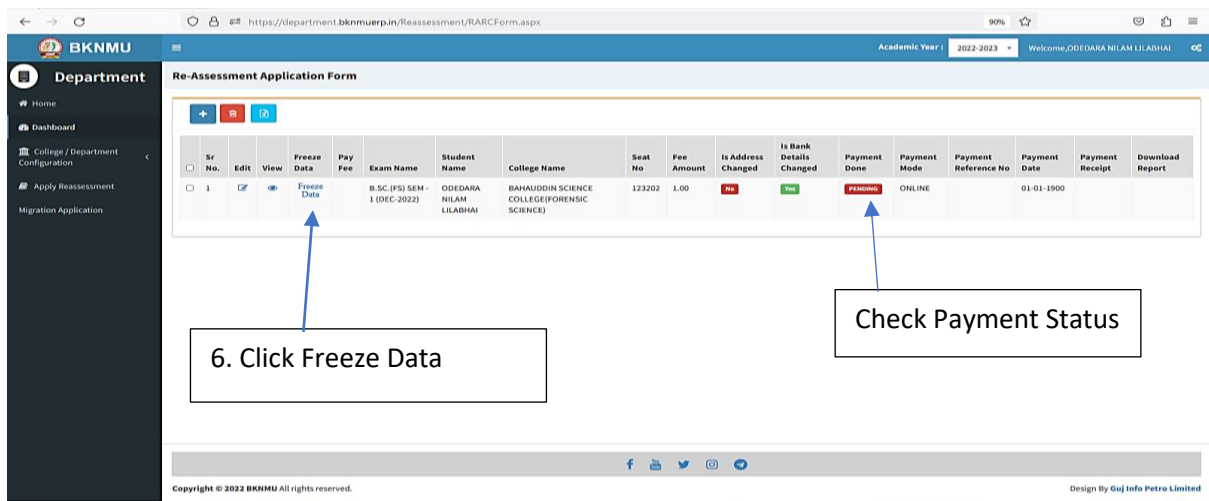 https://department.bknmuerp.in/Reassessment/RARCForm.aspx 90%
BKNMU Academic Year : 2022-2023 Welcome,ODEDARA NILAM LILABHAI
Department
Re-Assessment Application Form
Home
Dashboard
College / Department Configuration
Apply Reassessment
Migration Application
Sr No. Edit View Freeze Data Pay Fee Exam Name Student Name College Name Seat No Fee Amount Is Address Changed Is Bank Details Changed Payment Done Payment Mode Payment Reference No Payment Date Payment Receipt Download Report
1 Freeze Data B.SC.(FS) SEM - 1 (DEC-2022) ODEDARA NILAM LILABHAI BAHAUDDIN SCIENCE COLLEGE(FORENSIC SCIENCE) 123202 1.00 No Yes PENDING ONLINE 01-01-1900
Check Payment Status
6. Click Freeze Data
Copyright © 2022 BKNMU All rights reserved. Design By Guj Info Petro Limited